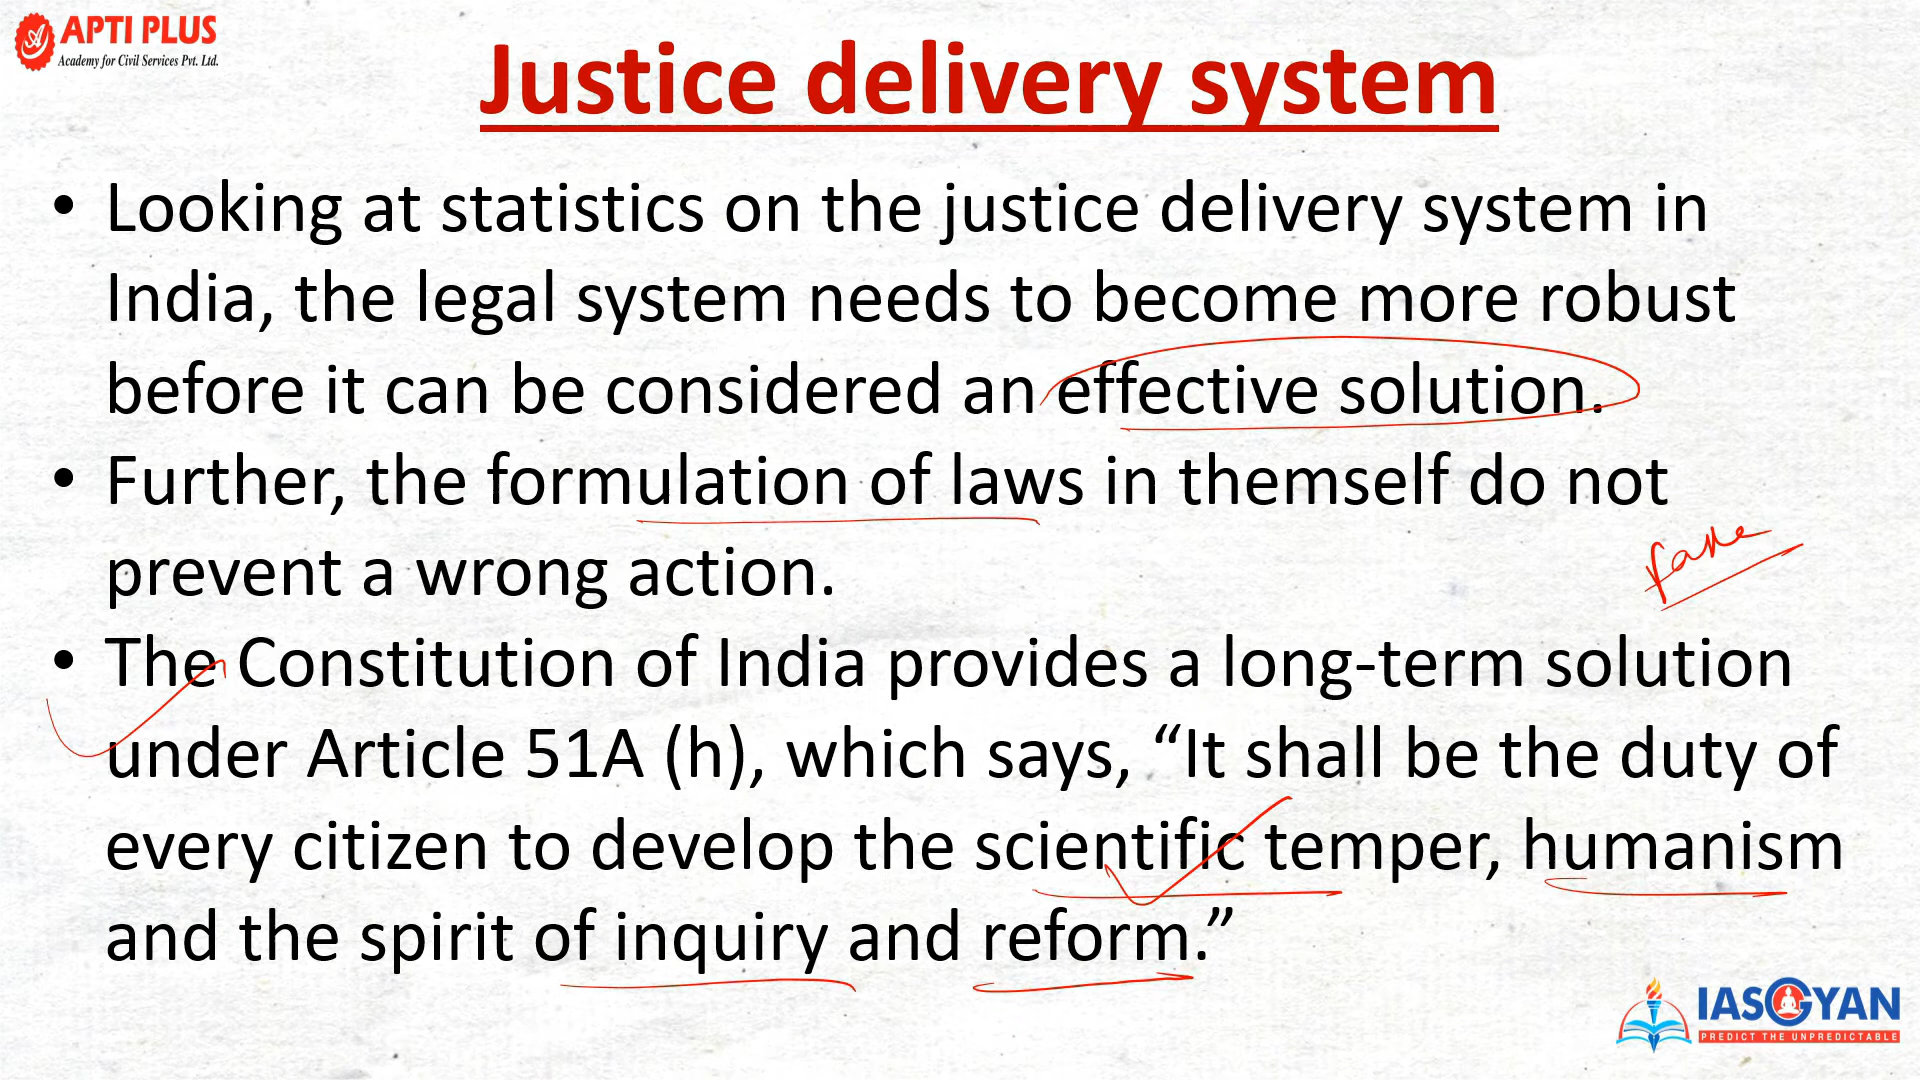 APTI PLUS
Academy for Civil Services Pvt. Ltd.
Justice delivery system
• Looking at statistics on the justice delivery system in
India, the legal system needs to become more robust
before it can be considered an effective solution.
• Further, the formulation of laws in themself do not
prevent a wrong action.
• The Constitution of India provides a long-term solution
under Article 51A (h), which says, “It shall be the duty of
every citizen to develop the scientific temper, humanism
and the spirit of inquiry and reform.”
IASGYAN
PREDICT THE UNPREDICTABLE